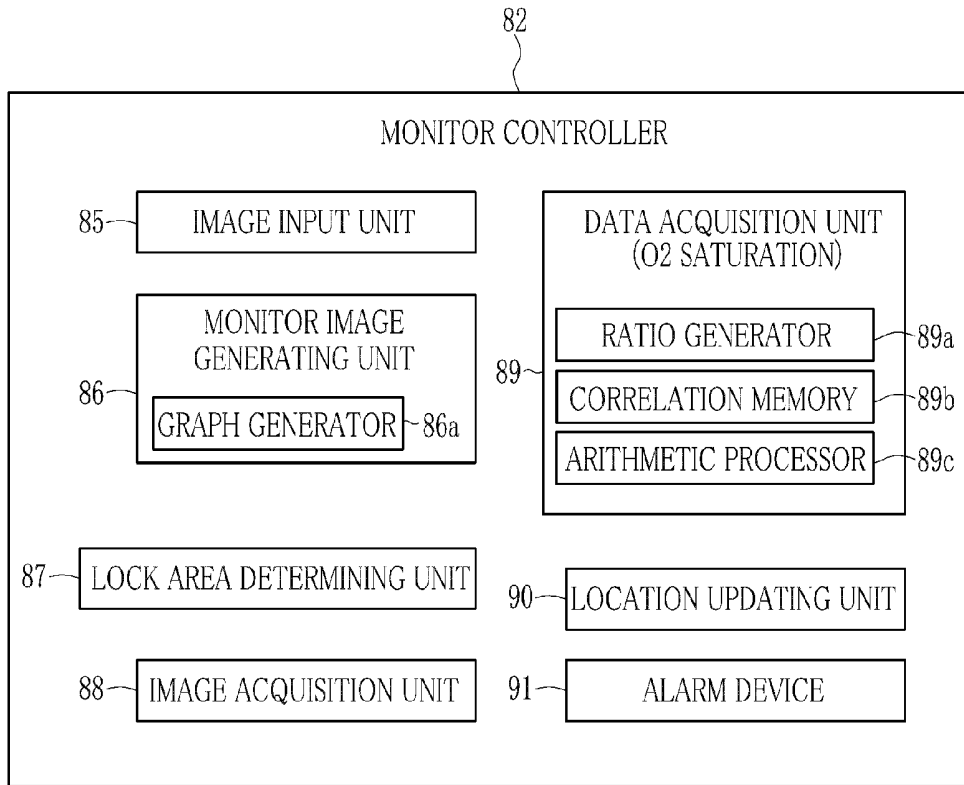 82
MONITOR CONTROLLER
85
IMAGE INPUT UNIT
86
MONITOR IMAGE
GENERATING UNIT
GRAPH GENERATOR
86a
87
LOCK AREA DETERMINING UNIT
88
IMAGE ACQUISITION UNIT
89
DATA ACQUISITION UNIT
(O2 SATURATION)
RATIO GENERATOR
89a
CORRELATION MEMORY
89b
ARITHMETIC PROCESSOR
89c
90
LOCATION UPDATING UNIT
91
ALARM DEVICE